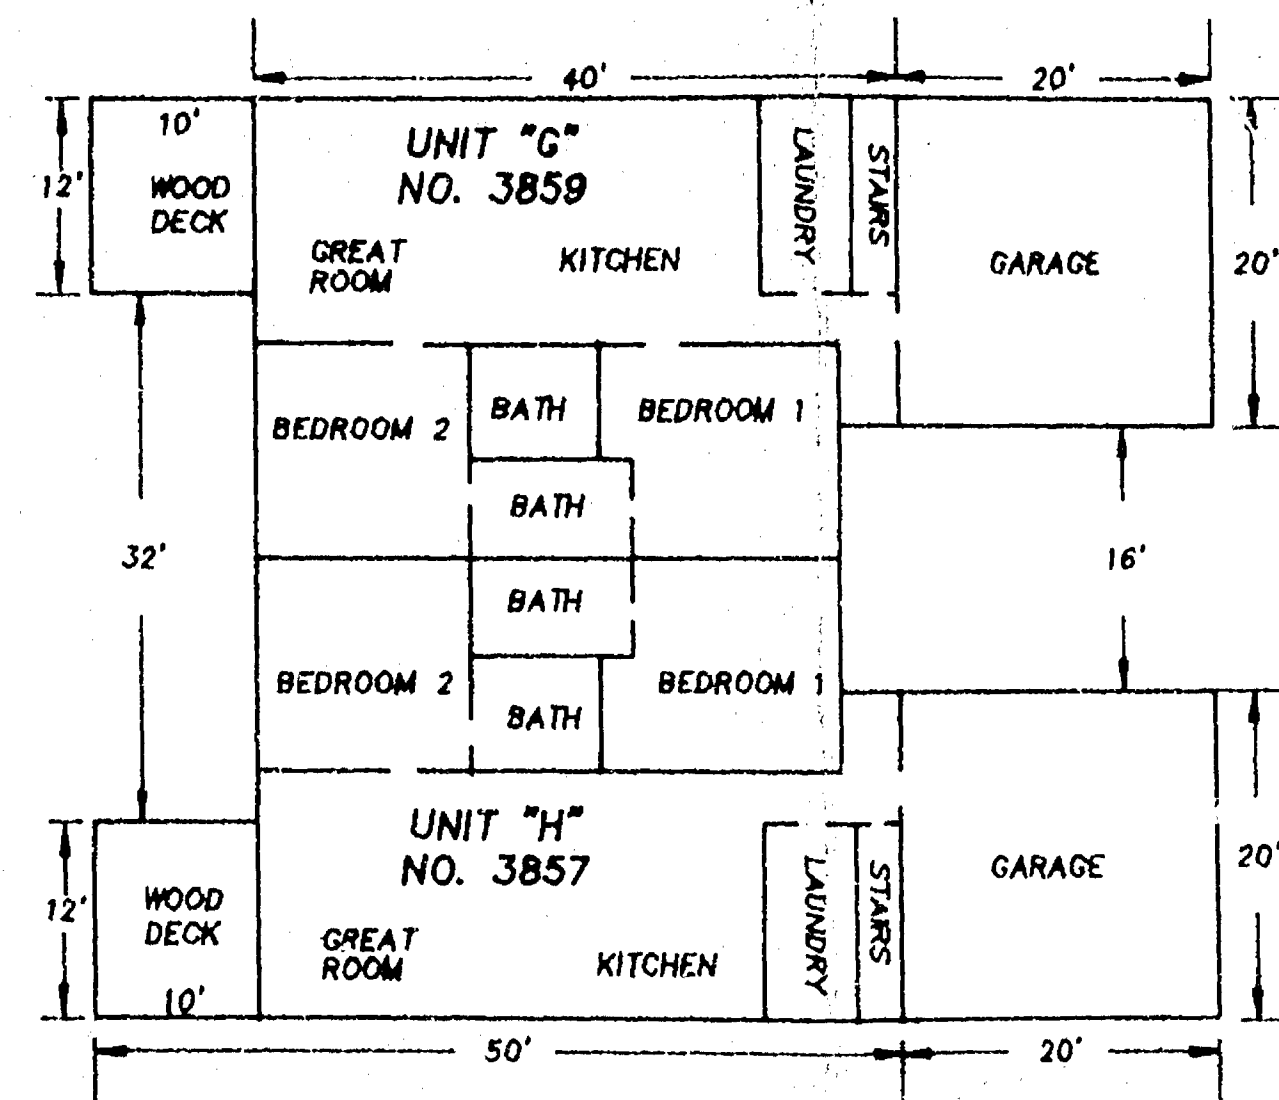 40'
20'
10'
UNIT "G"
NO. 3859
12'
WOOD
DECK
LAUNDRY
STAIRS
GREAT
ROOM
KITCHEN
GARAGE
20'
BEDROOM 2
BATH
BEDROOM 1
BATH
32'
16'
BATH
BEDROOM 2
BEDROOM 1
BATH
UNIT "H"
NO. 3857
12'
WOOD
DECK
LAUNDRY
STAIRS
GARAGE
20'
GREAT
ROOM
KITCHEN
10'
50'
20'